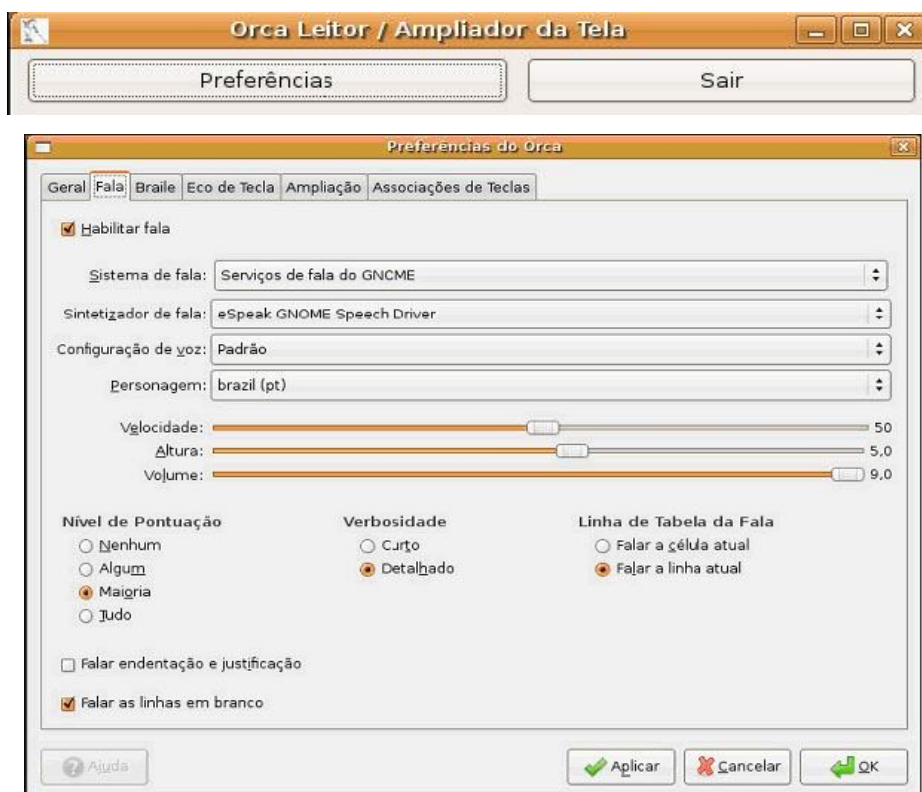 Orca Leitor / Ampliador da Tela
Preferências Sair
Preferências do Orca
Geral Fala Braile Eco de Tecla Ampliação Associações de Teclas
Habilitar fala
Sistema de fala: Serviços de fala do GNCME
Sintetizador de fala: eSpeak GNOME Speech Driver
Configuração de voz: Padrão
Personagem: brazil (pt)
Velocidade: 50
Altura: 5,0
Volume: 9,0
Nível de Pontuação Verbosidade Linha de Tabela da Fala
Nenhum Curto Falar a célula atual
Algum Detalhado Falar a linha atual
Maioria
Tudo
Falar endentação e justificação
Falar as linhas em branco
Ajuda Aplicar Cancelar OK